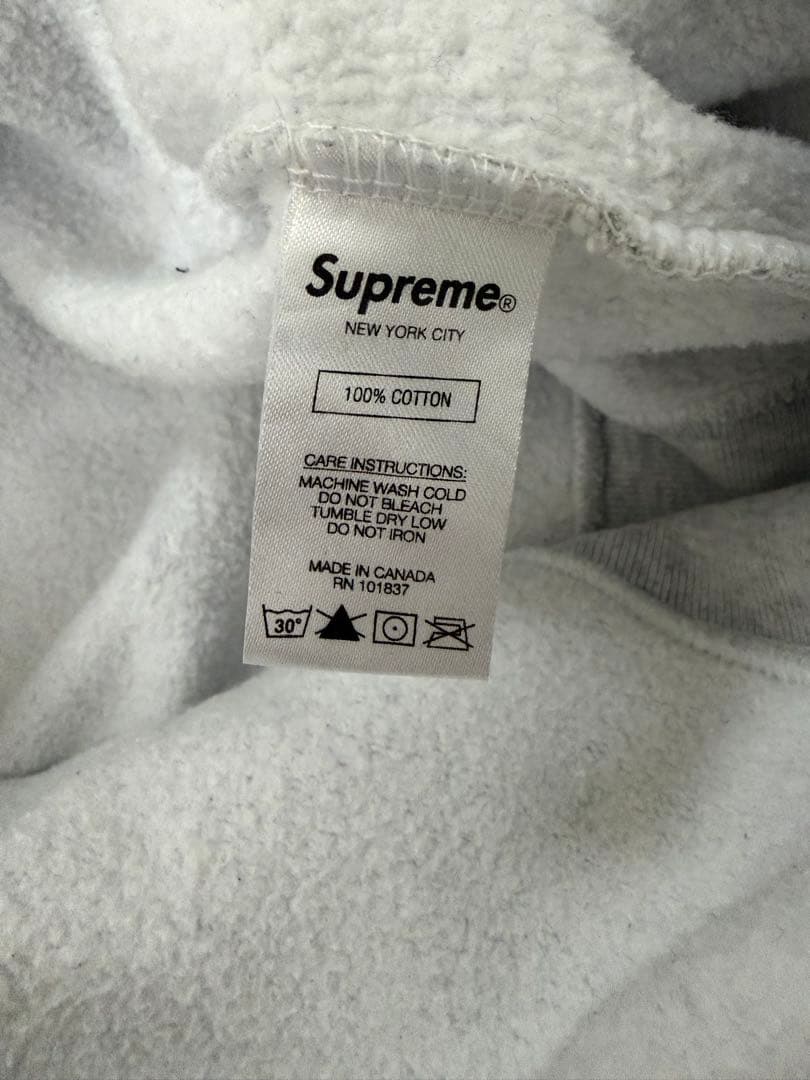 Supreme®
NEW YORK CITY
100% COTTON
CARE INSTRUCTIONS:
MACHINE WASH COLD
DO NOT BLEACH
TUMBLE DRY LOW
DO NOT IRON
MADE IN CANADA
RN 101837
30°